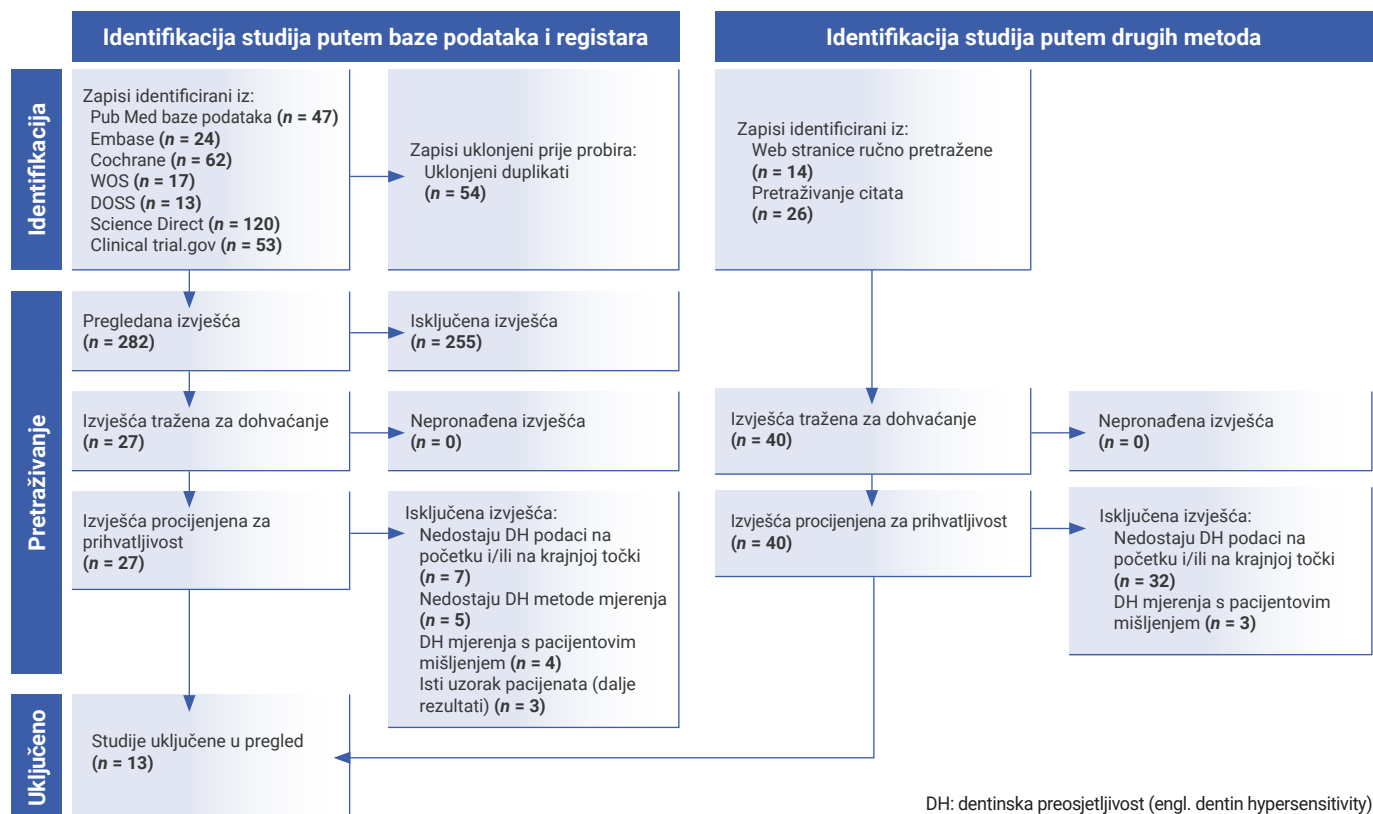 Identifikacija studija putem baze podataka i registara
Identifikacija studija putem drugih metoda
Identifikacija
Zapisi identificirani iz:
Pub Med baze podataka (n = 47)
Embase (n = 24)
Cochrane (n = 62)
WOS (n = 17)
DOSS (n = 13)
Science Direct (n = 120)
Clinical trial.gov (n = 53)
Zapisi uklonjeni prije probira:
Uklonjeni duplikati
(n = 54)
Zapisi identificirani iz:
Web stranice ručno pretražene
(n = 14)
Pretraživanje citata
(n = 26)
Pretraživanje
Pregledana izvješća
(n = 282)
Isključena izvješća
(n = 255)
Izvješća tražena za dohvaćanje
(n = 27)
Nepronađena izvješća
(n = 0)
Izvješća tražena za dohvaćanje
(n = 40)
Nepronađena izvješća
(n = 0)
Izvješća procijenjena za
prihvatljivost
(n = 27)
Isključena izvješća:
Nedostaju DH podaci na
početku i/ili na krajnjoj točki
(n = 7)
Nedostaju DH metode mjerenja
(n = 5)
DH mjerenja s pacijentovim
mišljenjem (n = 4)
Isti uzorak pacijenata (dalje
rezultati) (n = 3)
Izvješća procijenjena za prihvatljivost
(n = 40)
Isključena izvješća:
Nedostaju DH podaci na
početku i/ili na krajnjoj točki
(n = 32)
DH mjerenja s pacijentovim
mišljenjem (n = 3)
Uključeno
Studije uključene u pregled
(n = 13)
DH: dentinska preosjetljivost (engl. dentin hypersensitivity)